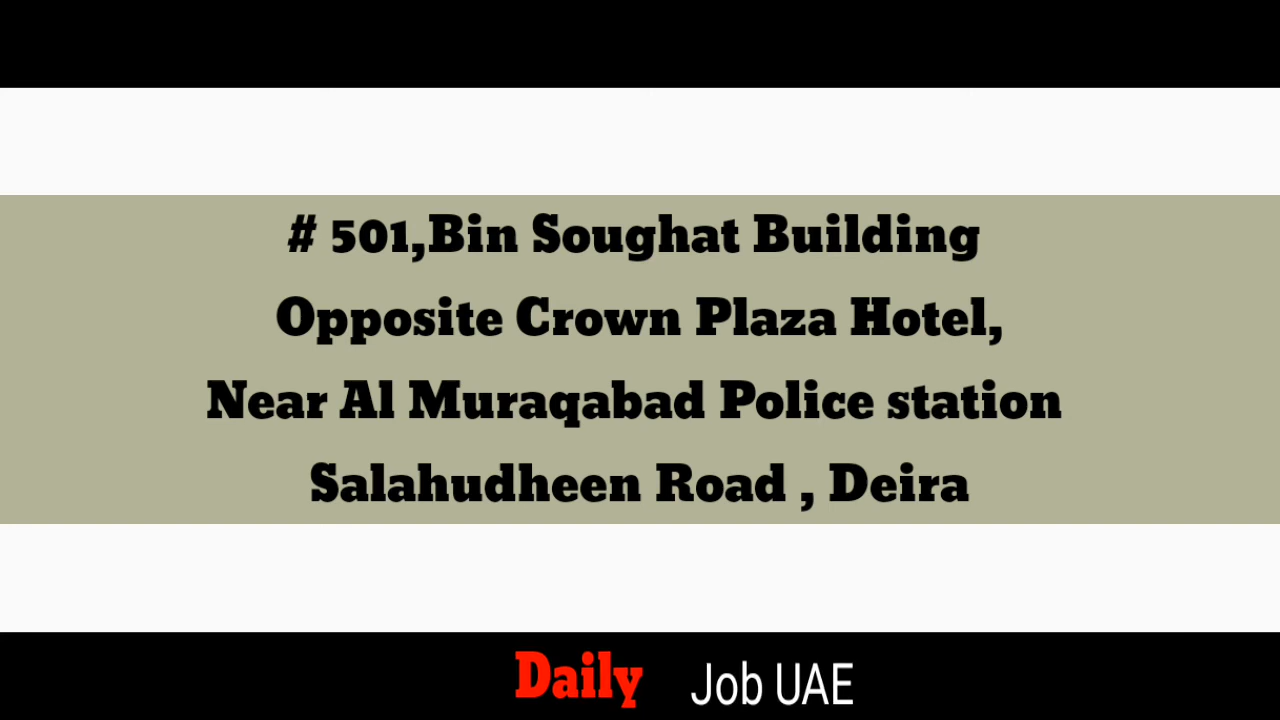 # 501,Bin Soughat Building
Opposite Crown Plaza Hotel,
Near Al Muraqabad Police station
Salahudheen Road , Deira
Daily Job UAE